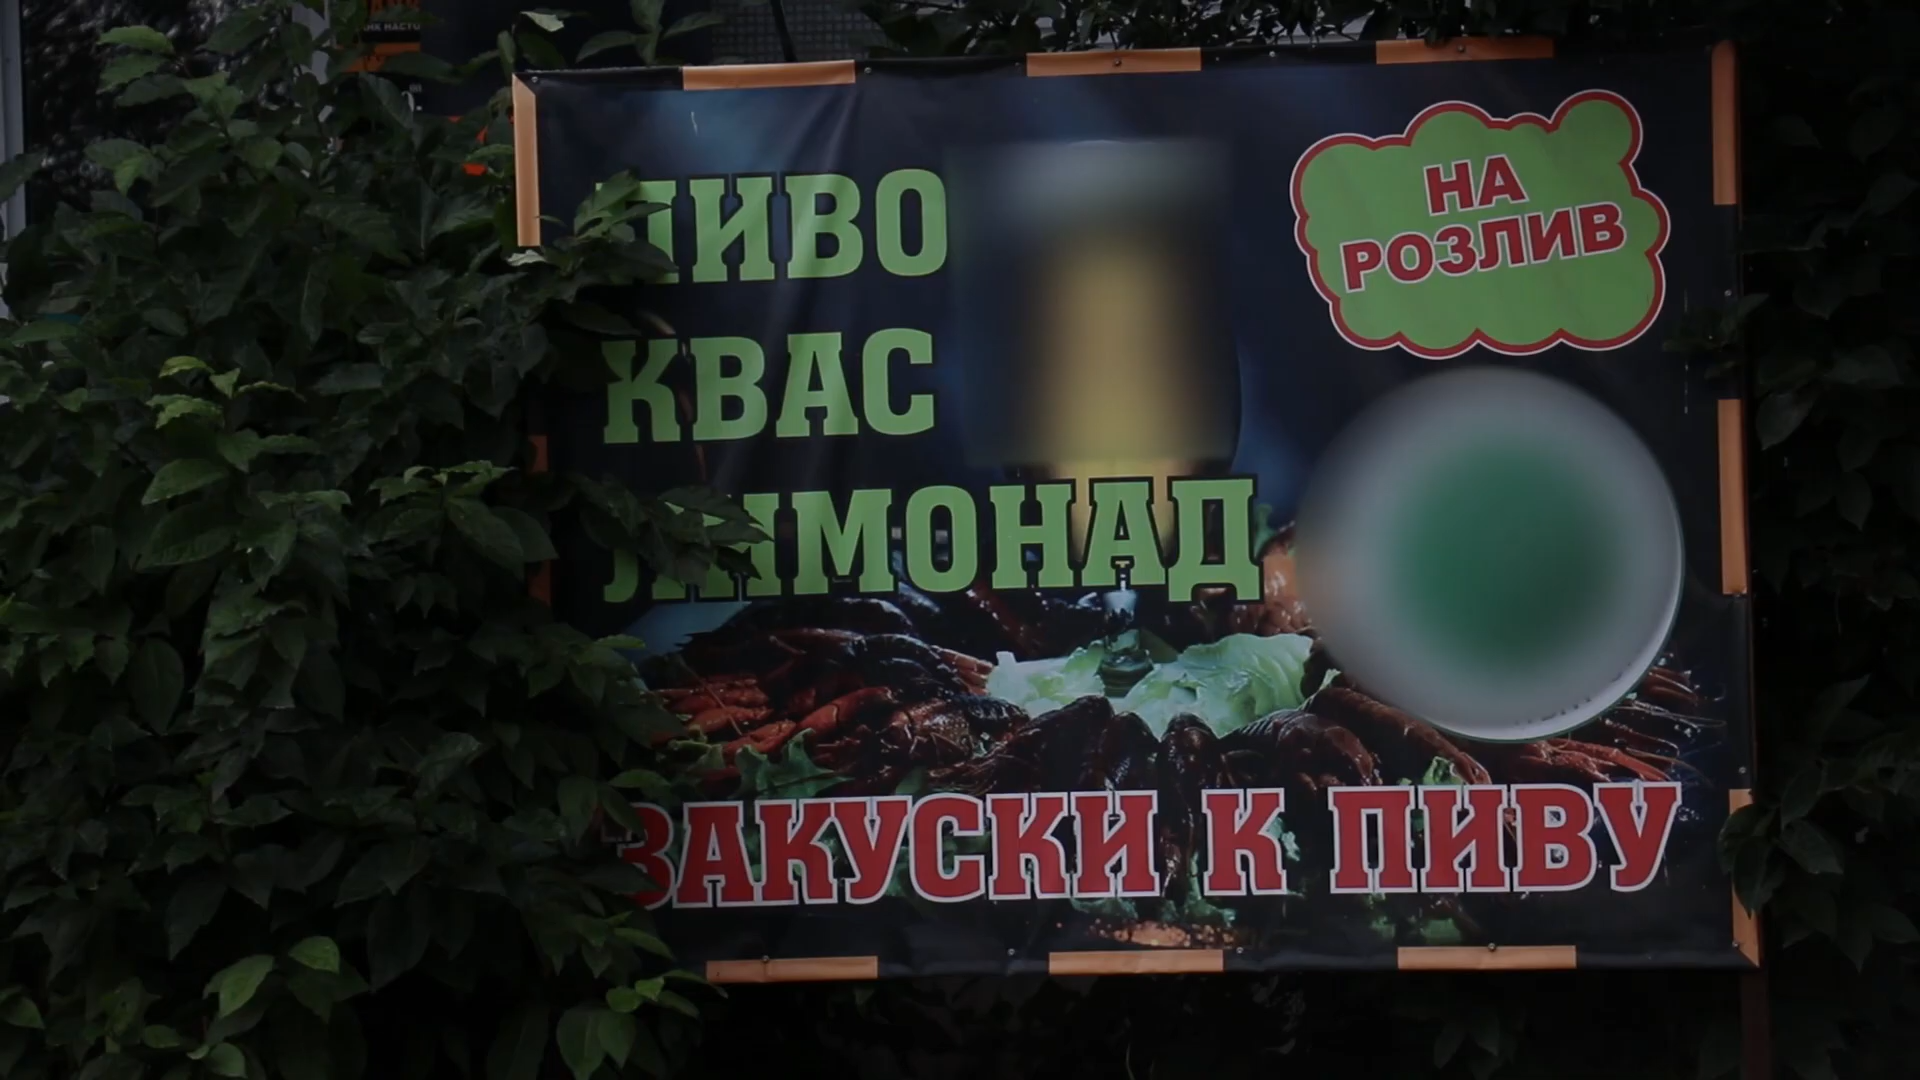 ПИВО
КВАС
ЛИМОНАД
НА
РОЗЛИВ
ЗАКУСКИ К ПИВУ